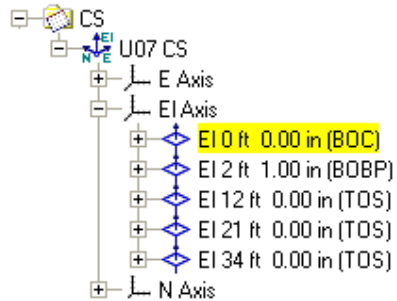 CS
El
N E
U07 CS
E Axis
El Axis
El 0 ft 0.00 in (BOC)
El 2 ft 1.00 in (BOBP)
El 12 ft 0.00 in (TOS)
El 21 ft 0.00 in (TOS)
El 34 ft 0.00 in (TOS)
N Axis